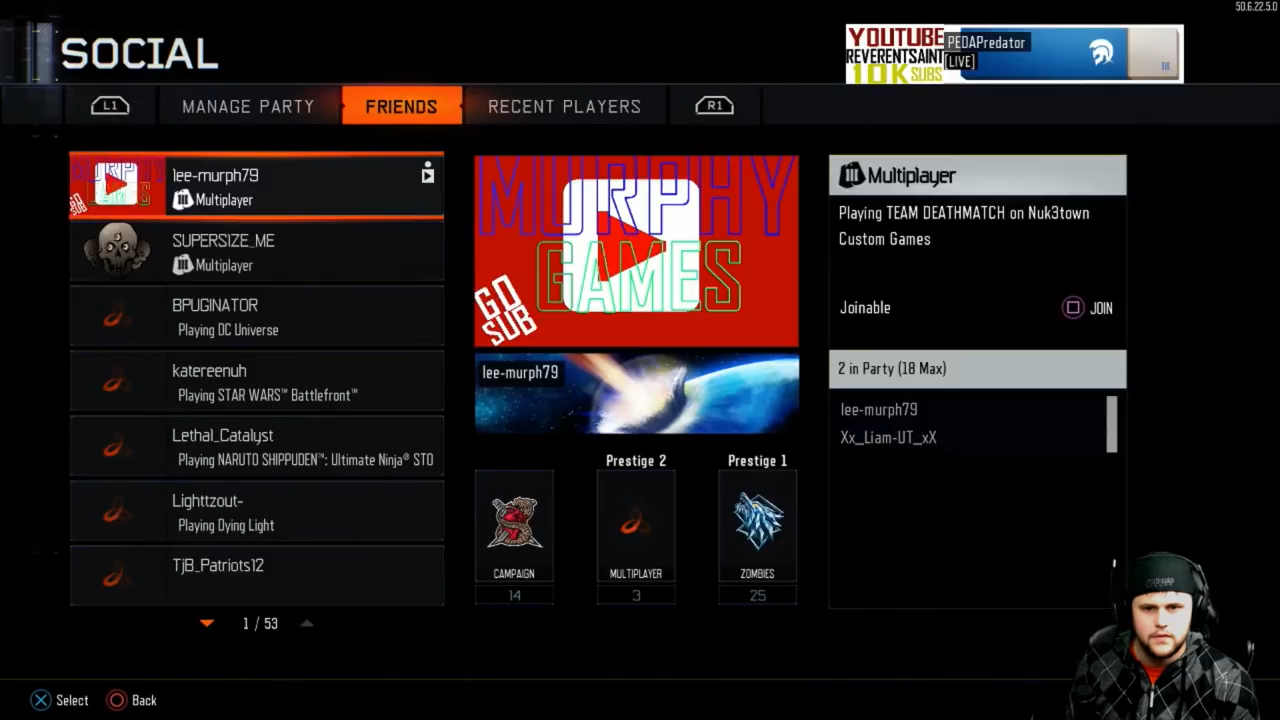 50.6.22.5.0
SOCIAL
YOUTUBE
REVERENTSAINT
10K SUBS
PEDAPredator
[LIVE]
L1
MANAGE PARTY
FRIENDS
RECENT PLAYERS
R1
lee-murph79
Multiplayer
SUPERSIZE_ME
Multiplayer
BPUGINATOR
Playing DC Universe
katereenuh
Playing STAR WARS™ Battlefront™
Lethal_Catalyst
Playing NARUTO SHIPPUDEN™: Ultimate Ninja® STO
Lighttzout-
Playing Dying Light
TjB_Patriots12
1 / 53
MURPHY
GAMES
GO
SUB
lee-murph79
Prestige 2
Prestige 1
CAMPAIGN
MULTIPLAYER
ZOMBIES
14
3
25
Multiplayer
Playing TEAM DEATHMATCH on Nuk3town
Custom Games
Joinable
JOIN
2 in Party (18 Max)
lee-murph79
Xx_Liam-UT_xX
Select
Back